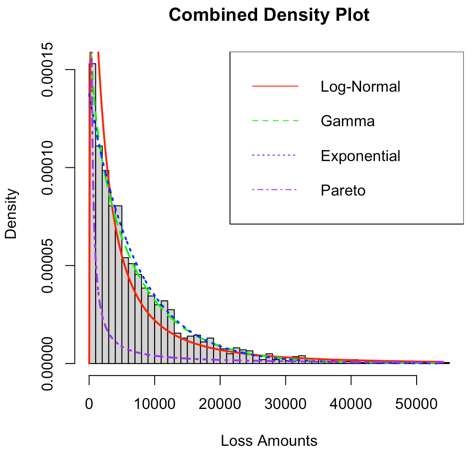 Combined Density Plot
Log-Normal
Gamma
Exponential
Pareto
Density
0.00000
0.00005
0.00010
0.00015
0
10000
20000
30000
40000
50000
Loss Amounts